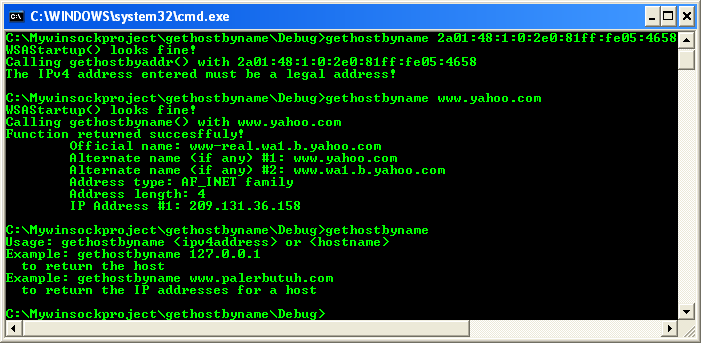 C:\WINDOWS\system32\cmd.exe
C:\Mywinsockproject\gethostbyname\Debug>gethostbyname 2a01:48:1:0:2e0:81ff:fe05:4658
WSAStartup() looks fine!
Calling gethostbyaddr() with 2a01:48:1:0:2e0:81ff:fe05:4658
The IPv4 address entered must be a legal address!
C:\Mywinsockproject\gethostbyname\Debug>gethostbyname www.yahoo.com
WSAStartup() looks fine!
Calling gethostbyname() with www.yahoo.com
Function returned succesffuly!
Official name: www-real.wa1.b.yahoo.com
Alternate name (if any) #1: www.yahoo.com
Alternate name (if any) #2: www.wa1.b.yahoo.com
Address type: AF_INET family
Address length: 4
IP Address #1: 209.131.36.158
C:\Mywinsockproject\gethostbyname\Debug>gethostbyname
Usage: gethostbyname <ipv4address> or <hostname>
Example: gethostbyname 127.0.0.1
to return the host
Example: gethostbyname www.palerbutuh.com
to return the IP addresses for a host
C:\Mywinsockproject\gethostbyname\Debug>